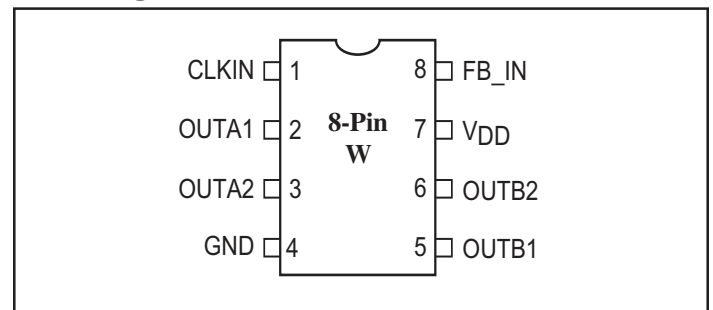 CLKIN 1 8 FB_IN
OUTA1 2 8-Pin 7 VDD
W
OUTA2 3 6 OUTB2
GND 4 5 OUTB1